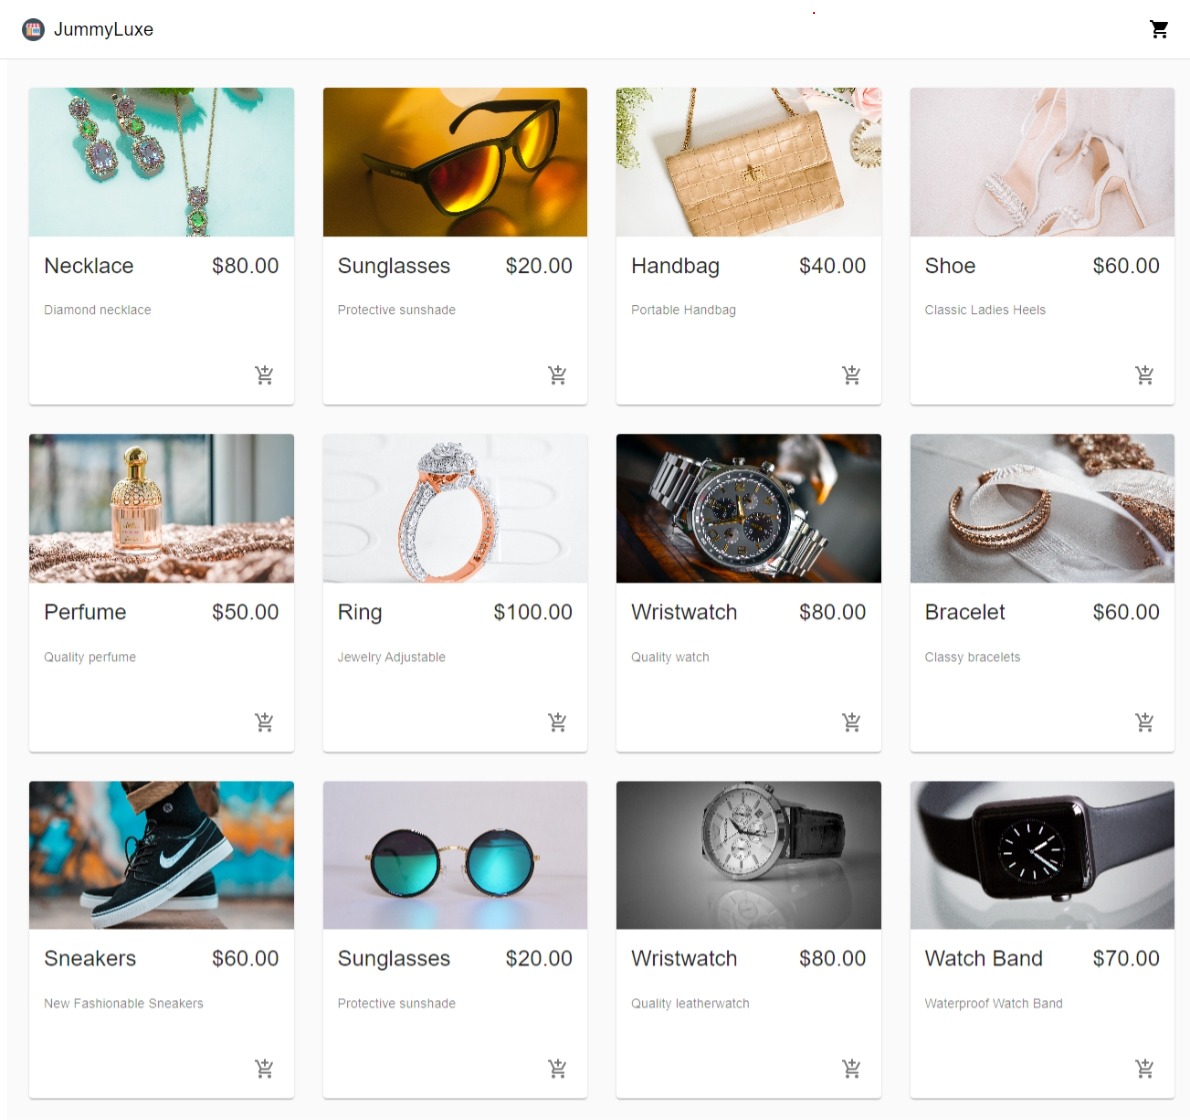 JummyLuxe
Necklace $80.00
Diamond necklace
Sunglasses $20.00
Protective sunshade
Handbag $40.00
Portable Handbag
Shoe $60.00
Classic Ladies Heels
Perfume $50.00
Quality perfume
Ring $100.00
Jewelry Adjustable
Wristwatch $80.00
Quality watch
Bracelet $60.00
Classy bracelets
Sneakers $60.00
New Fashionable Sneakers
Sunglasses $20.00
Protective sunshade
Wristwatch $80.00
Quality leatherwatch
Watch Band $70.00
Waterproof Watch Band